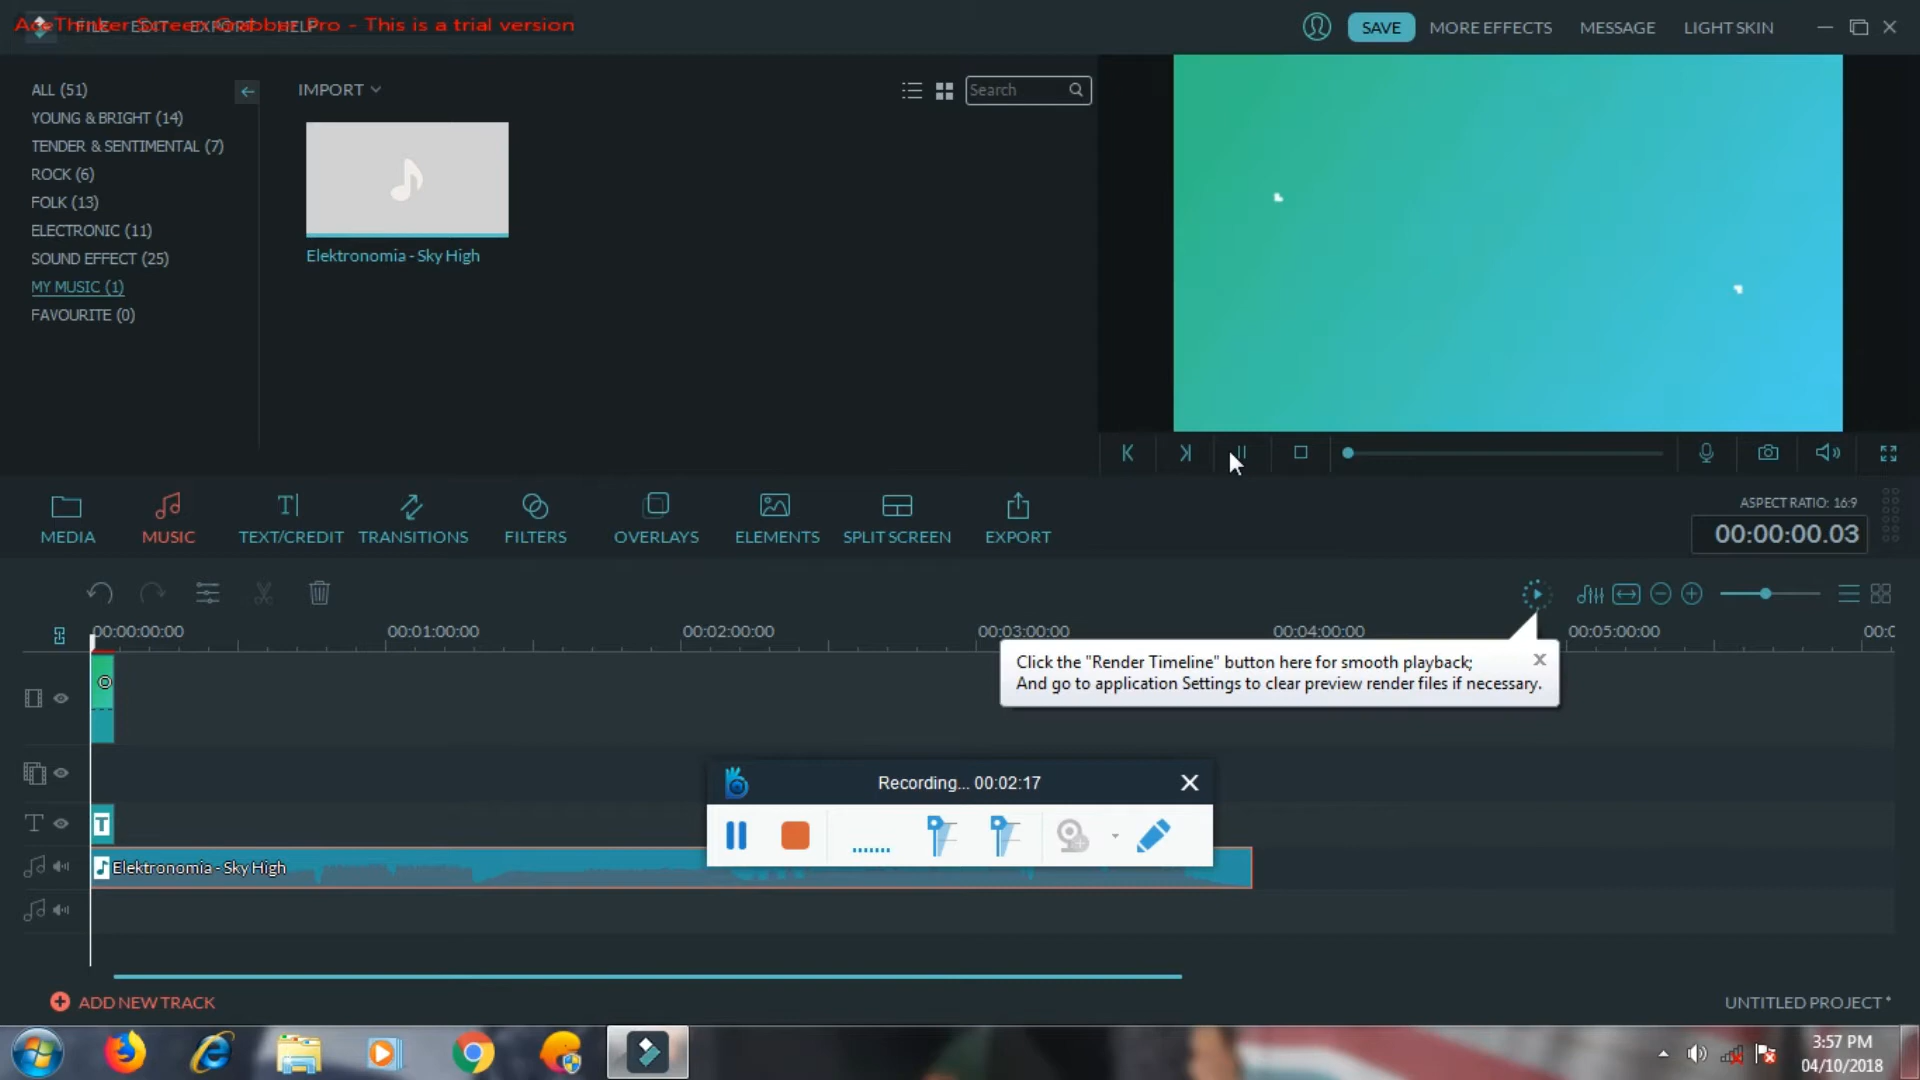 AceThinker Screen Grabber Pro - This is a trial version
FILE EDIT EXPORT HELP
SAVE MORE EFFECTS MESSAGE LIGHT SKIN
ALL (51)
YOUNG & BRIGHT (14)
TENDER & SENTIMENTAL (7)
ROCK (6)
FOLK (13)
ELECTRONIC (11)
SOUND EFFECT (25)
MY MUSIC (1)
FAVOURITE (0)
IMPORT
Search
Elektronomia - Sky High
MEDIA MUSIC TEXT/CREDIT TRANSITIONS FILTERS OVERLAYS ELEMENTS SPLIT SCREEN EXPORT
ASPECT RATIO: 16:9
00:00:00.03
00:00:00:00 00:01:00:00 00:02:00:00 00:03:00:00 00:04:00:00 00:05:00:00 00:0
Click the "Render Timeline" button here for smooth playback;
And go to application Settings to clear preview render files if necessary.
Recording... 00:02:17
T
T
Elektronomia - Sky High
ADD NEW TRACK
UNTITLED PROJECT *
3:57 PM
04/10/2018